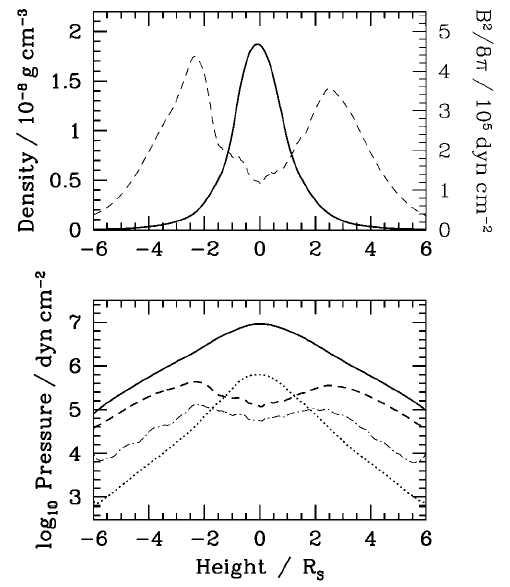 Density / 10⁻⁸ g cm⁻³
2
1.5
1
0.5
0
B²/8π / 10⁵ dyn cm⁻²
5
4
3
2
1
0
−6 −4 −2 0 2 4 6
log₁₀ Pressure / dyn cm⁻²
7
6
5
4
3
−6 −4 −2 0 2 4 6
Height / R_S